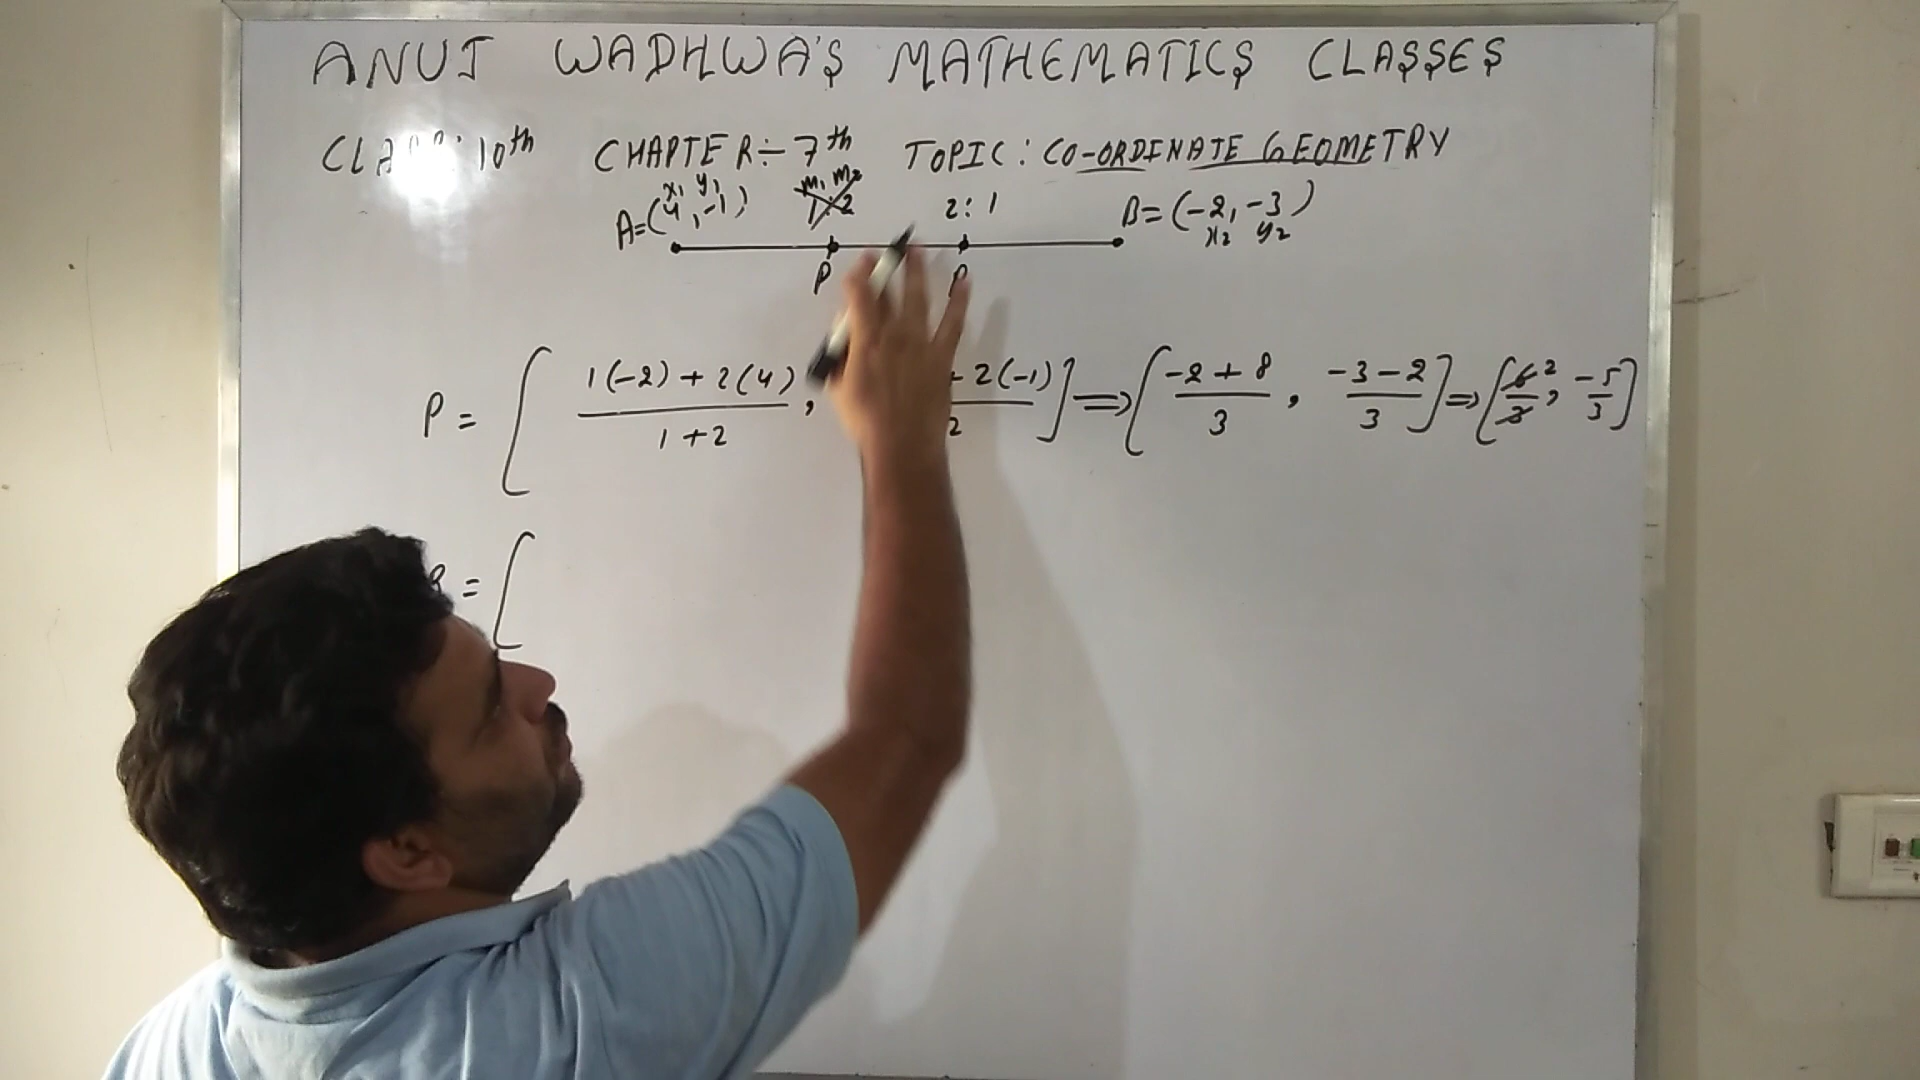 ANUJ WADHWA'S MATHEMATICS CLASSES
10th CHAPTER:- 7th TOPIC: CO-ORDINATE GEOMETRY
x₁ y₁ m₁ m₂
A=(4,-1) 1:2 2:1 B=(-2,-3)
x₂ y₂
P
P = [ 1(-2)+2(4) / 1+2 , + 2(-1) / 2 ] => [ -2+8 / 3 , -3-2 / 3 ] => [ 6/3 2 , -5/3 ]
= [